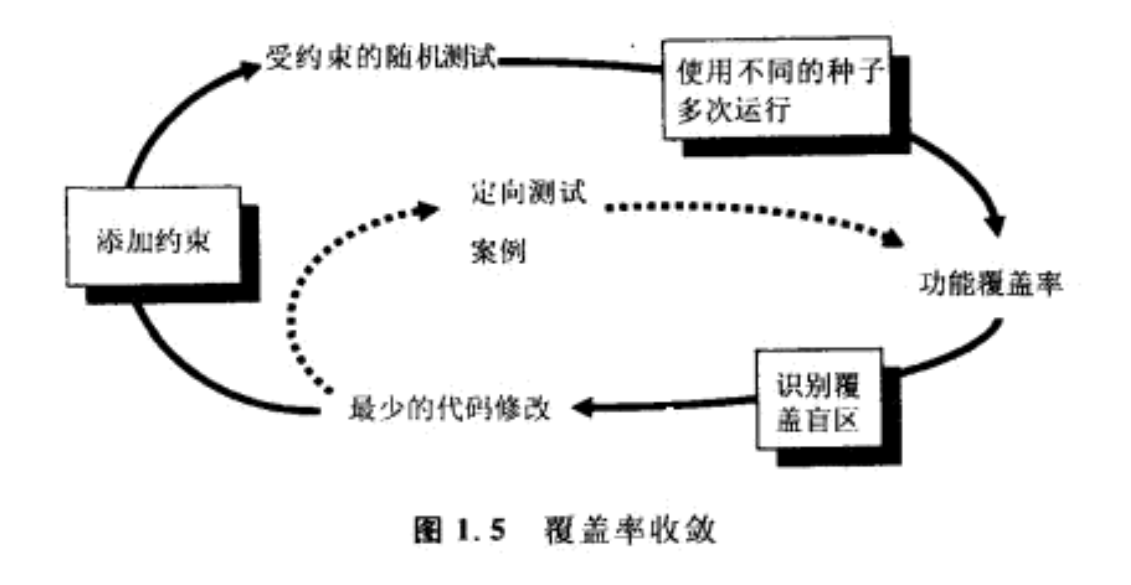 受约束的随机测试
使用不同的种子
多次运行
定向测试
案例
添加约束
功能覆盖率
识别覆
盖盲区
最少的代码修改
图 1.5 覆盖率收敛